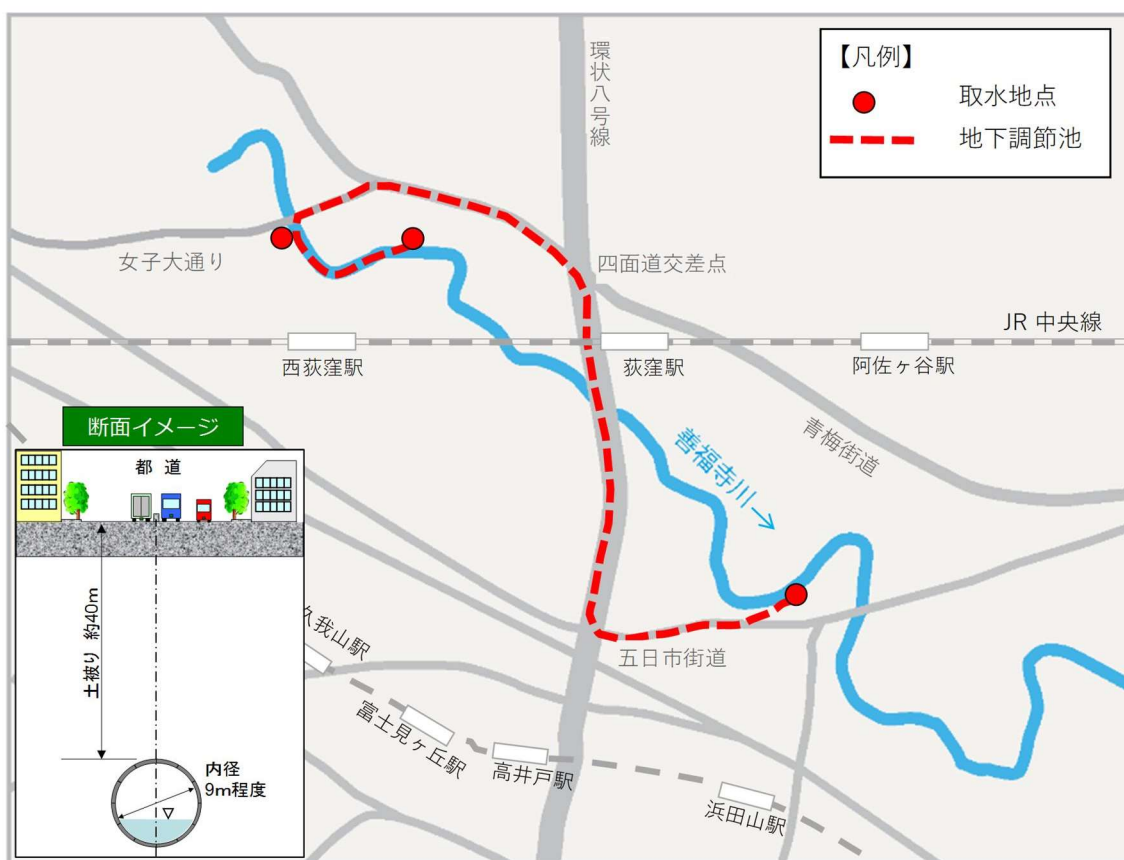 【凡例】
取水地点
地下調節池
環状八号線
女子大通り
四面道交差点
JR 中央線
西荻窪駅
荻窪駅
阿佐ヶ谷駅
青梅街道
善福寺川→
断面イメージ
都 道
土被り 約40m
内径
9m程度
五日市街道
久我山駅
富士見ヶ丘駅
高井戸駅
浜田山駅